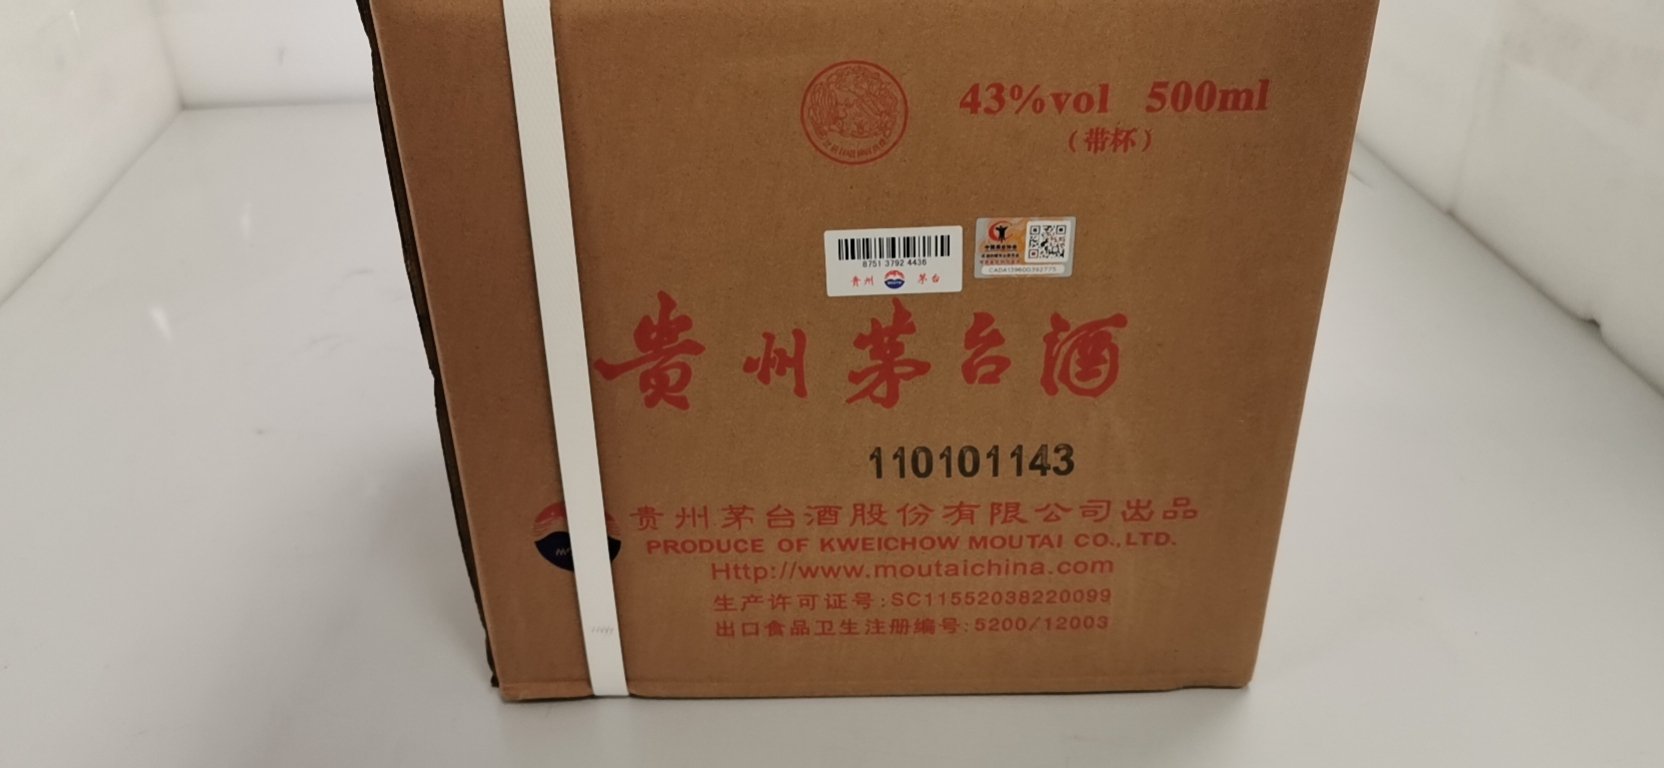 43%vol 500ml
（带杯）
8751 3792 4436
贵州 茅台
CADA139600392775
贵州茅台酒
110101143
贵州茅台酒股份有限公司出品
PRODUCE OF KWEICHOW MOUTAI CO.,LTD.
Http://www.moutaichina.com
生产许可证号:SC11552038220099
出口食品卫生注册编号:5200/12003